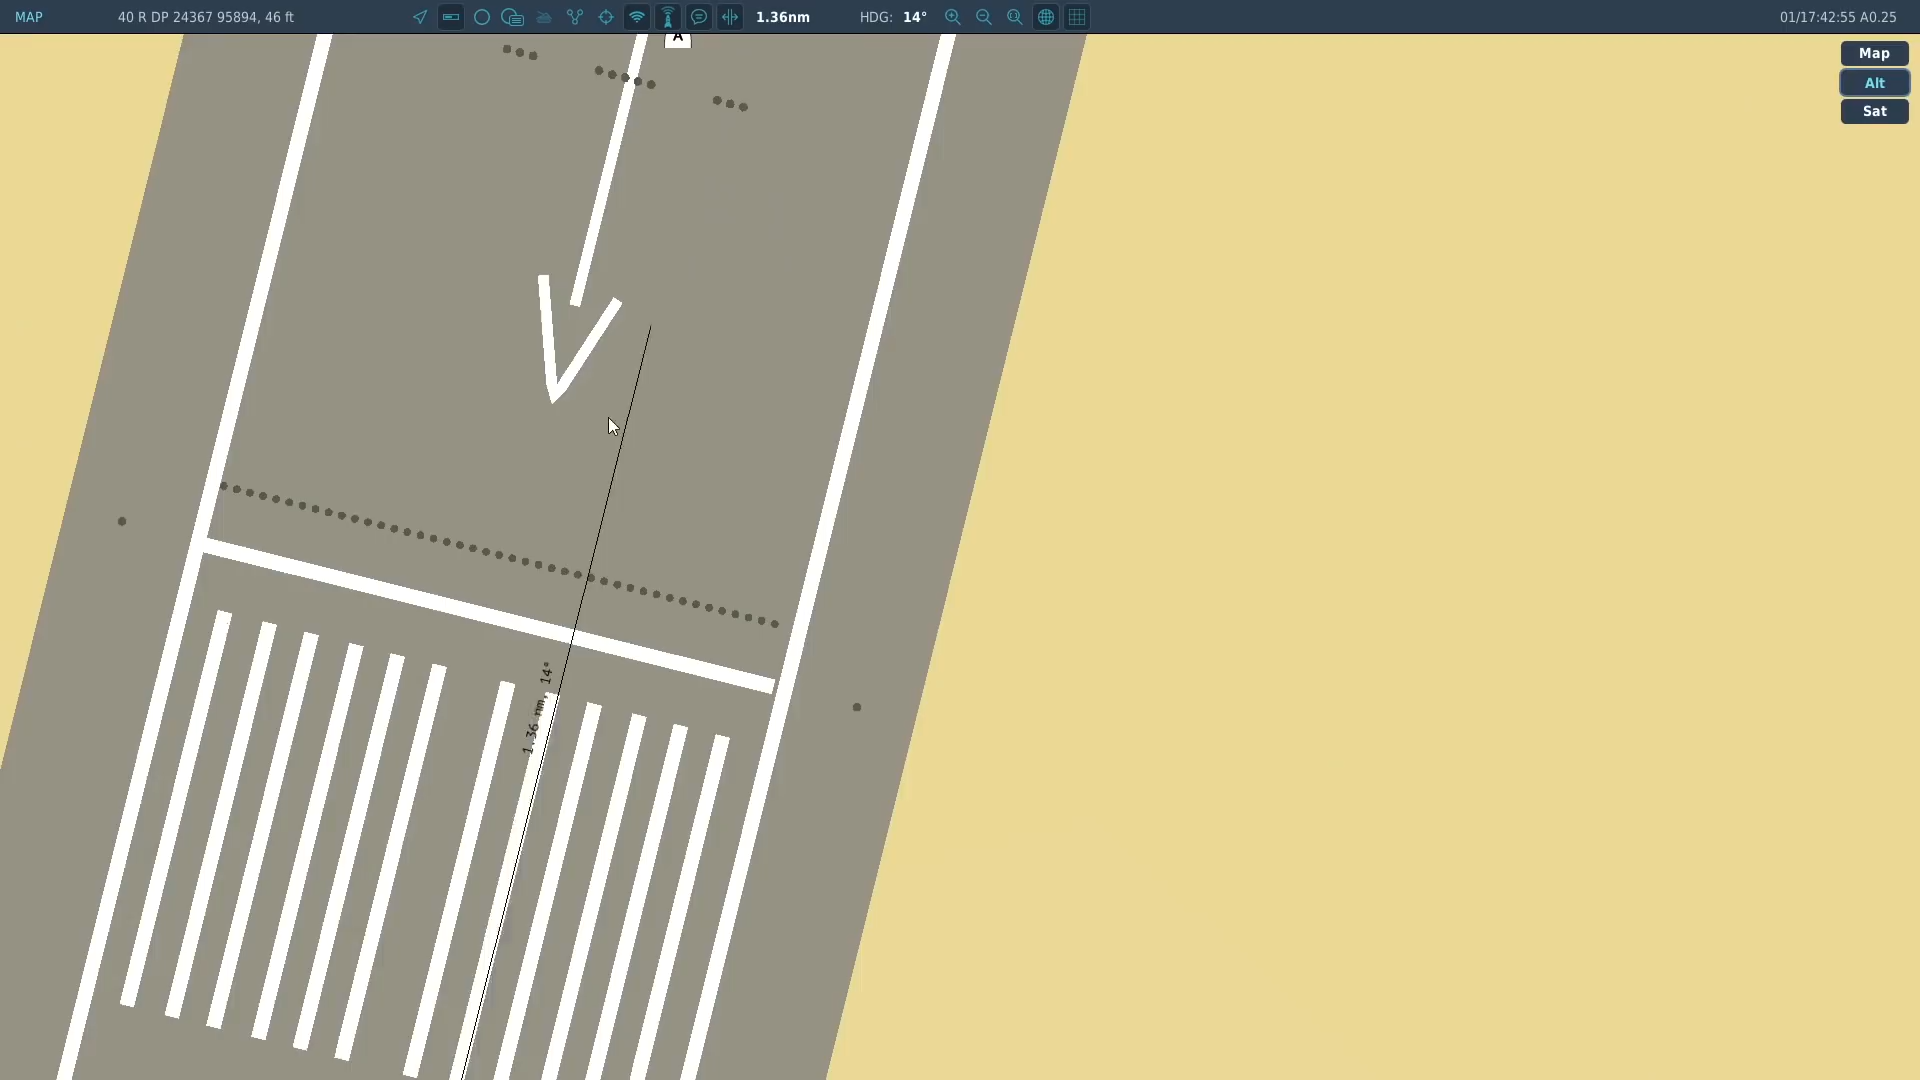 MAP
40 R DP 24367 95894, 46 ft
1.36nm
HDG: 14°
01/17:42:55 A0.25
Map
Alt
Sat
A
1.36 nm, 14°